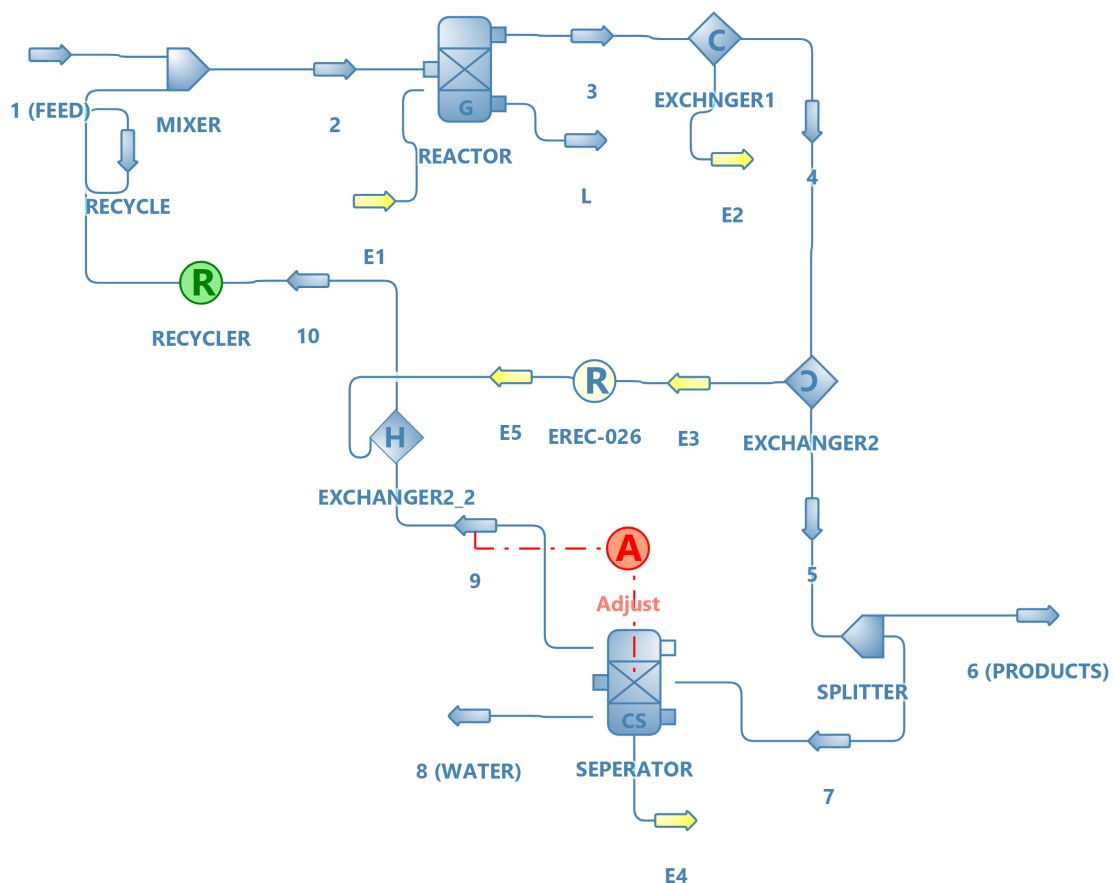 C
1 (FEED)
MIXER
2
G
3
EXCHNGER1
REACTOR
L
E1
E2
4
RECYCLE
R
RECYCLER
10
R
E5
EREC-026
E3
C
EXCHANGER2
H
EXCHANGER2_2
9
A
Adjust
5
6 (PRODUCTS)
SPLITTER
CS
8 (WATER)
SEPERATOR
7
E4